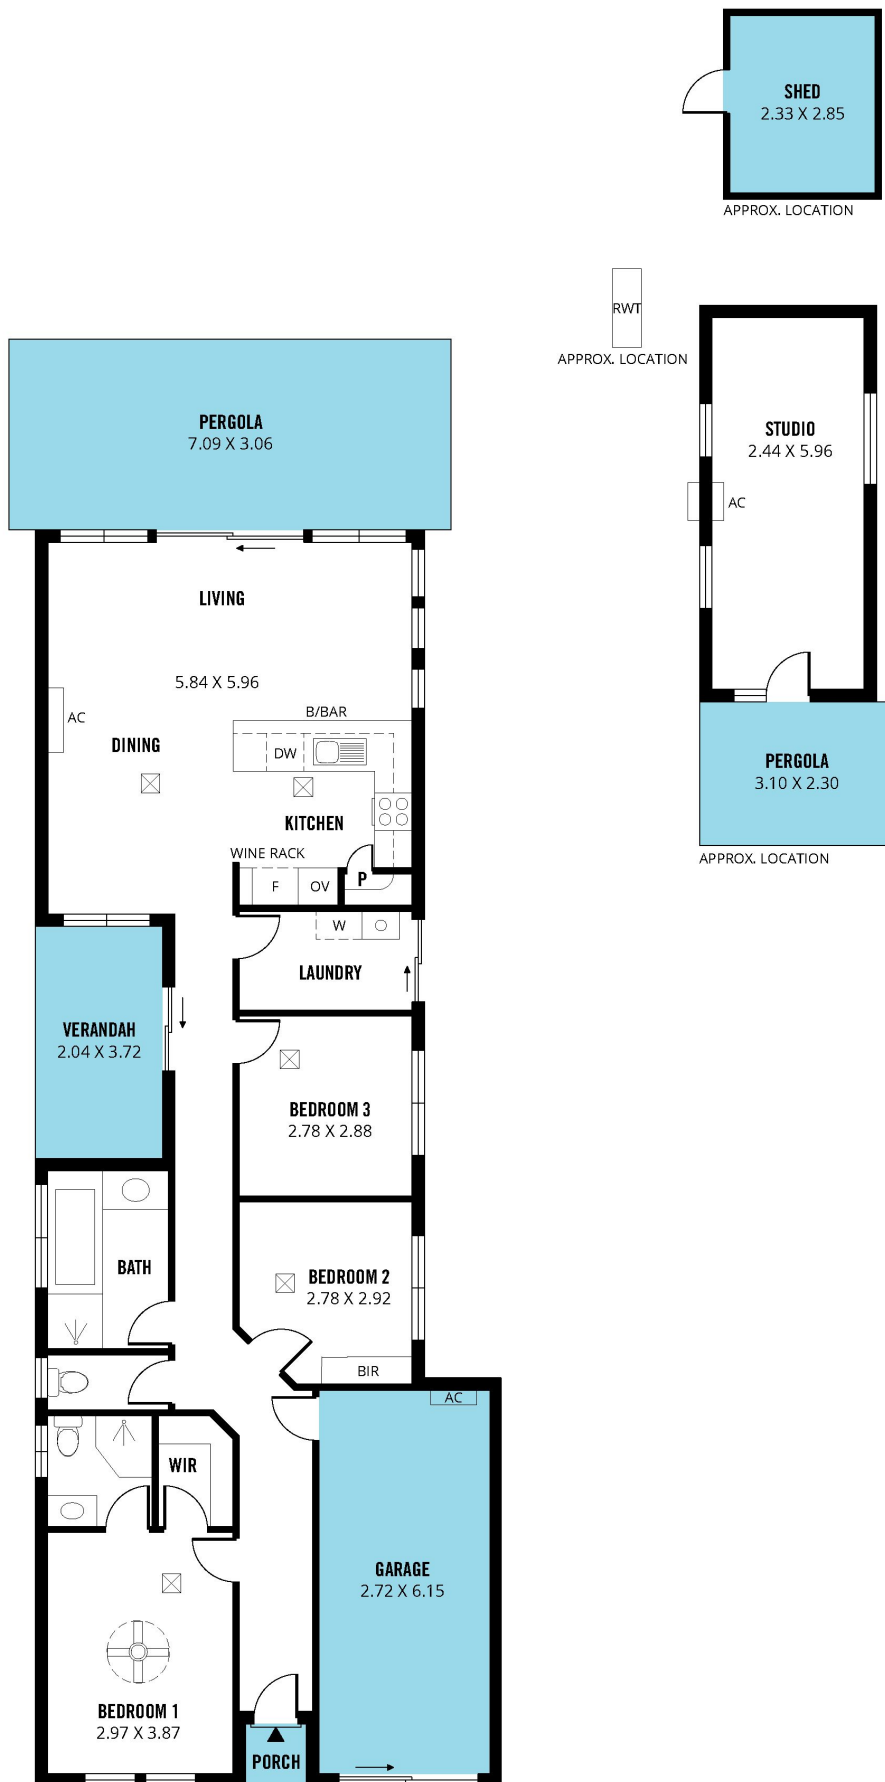 SHED
2.33 X 2.85
APPROX. LOCATION
RWT
APPROX. LOCATION
PERGOLA
7.09 X 3.06
STUDIO
2.44 X 5.96
AC
LIVING
5.84 X 5.96
B/BAR
AC
DINING
DW
PERGOLA
3.10 X 2.30
KITCHEN
WINE RACK
APPROX. LOCATION
F
OV
P
W
LAUNDRY
VERANDAH
2.04 X 3.72
BEDROOM 3
2.78 X 2.88
BATH
BEDROOM 2
2.78 X 2.92
BIR
AC
WIR
GARAGE
2.72 X 6.15
BEDROOM 1
2.97 X 3.87
PORCH